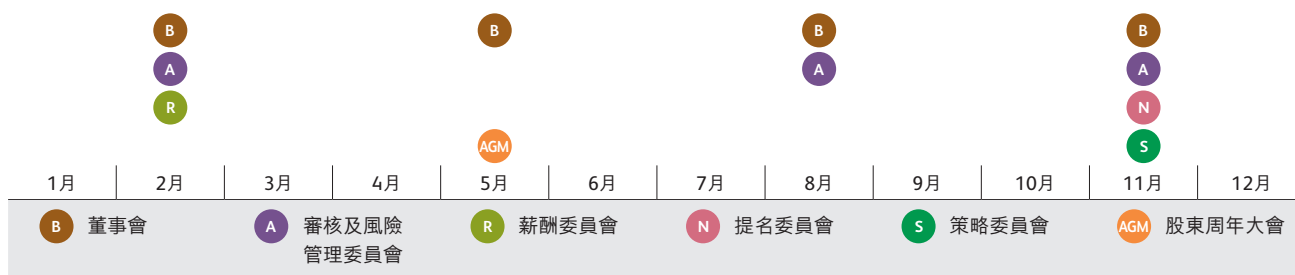 B B B B
A A A
R N
AGM S
1月 2月 3月 4月 5月 6月 7月 8月 9月 10月 11月 12月
B 董事會 A 審核及風險 R 薪酬委員會 N 提名委員會 S 策略委員會 AGM 股東周年大會
管理委員會